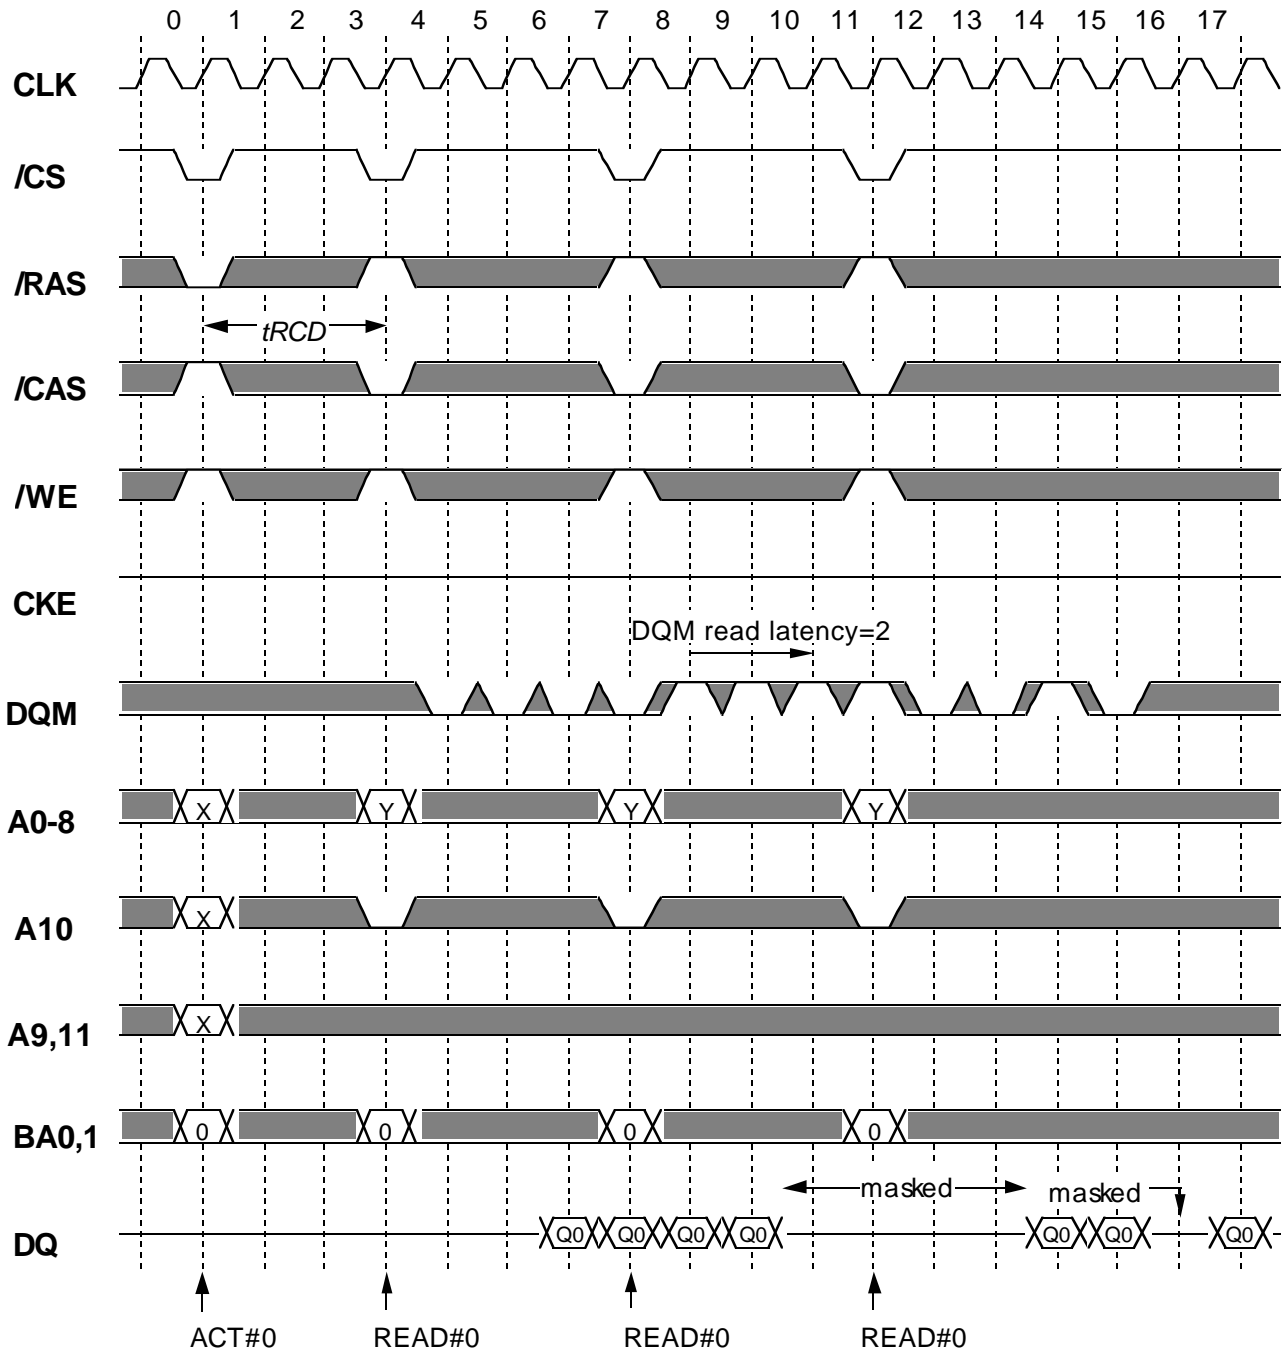 0 1 2 3 4 5 6 7 8 9 10 11 12 13 14 15 16 17
CLK
/CS
/RAS
tRCD
/CAS
/WE
CKE
DQM read latency=2
DQM
A0-8 X Y Y Y
A10 X
A9,11 X
BA0,1 0 0 0 0
masked masked
DQ Q0 Q0 Q0 Q0 Q0 Q0 Q0
ACT#0 READ#0 READ#0 READ#0